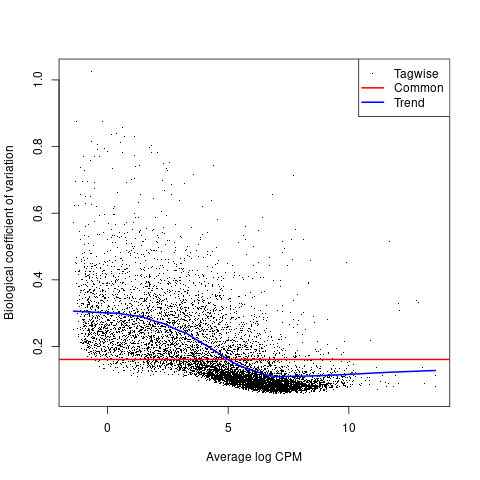 Tagwise
Common
Trend
Biological coefficient of variation
1.0
0.8
0.6
0.4
0.2
0 5 10
Average log CPM